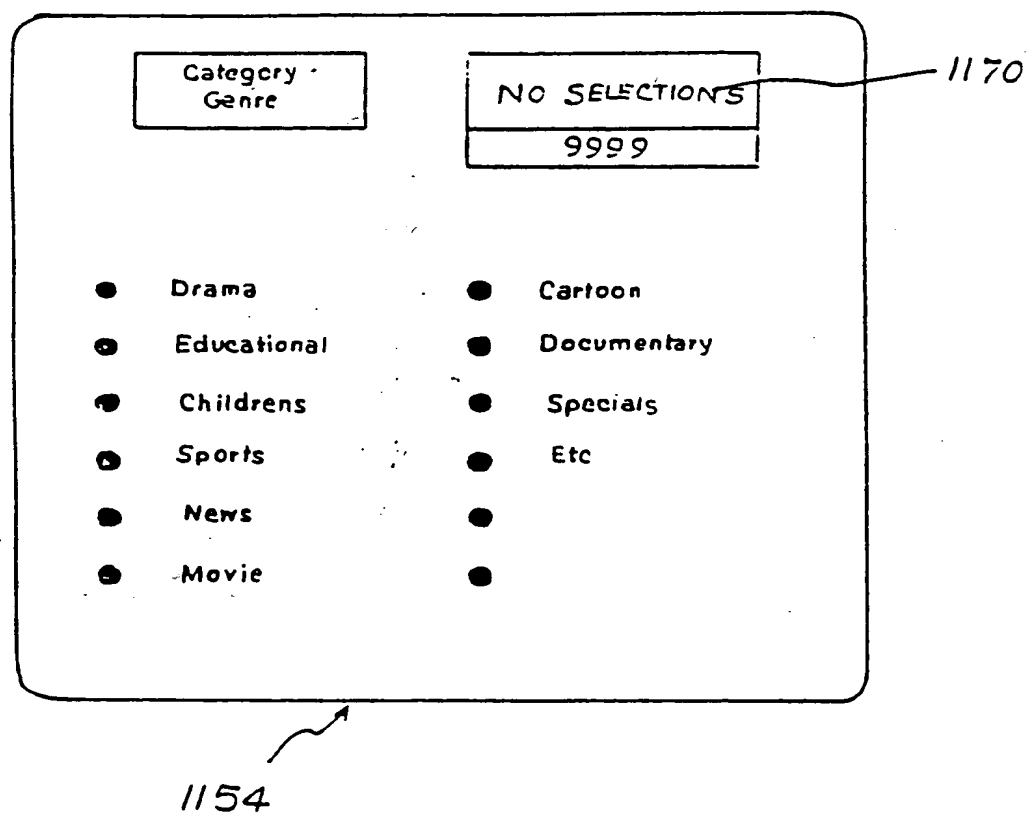 Category
Genre
NO SELECTIONS
1170
9999
Drama
Cartoon
Educational
Documentary
Childrens
Specials
Sports
Etc
News
Movie
1154